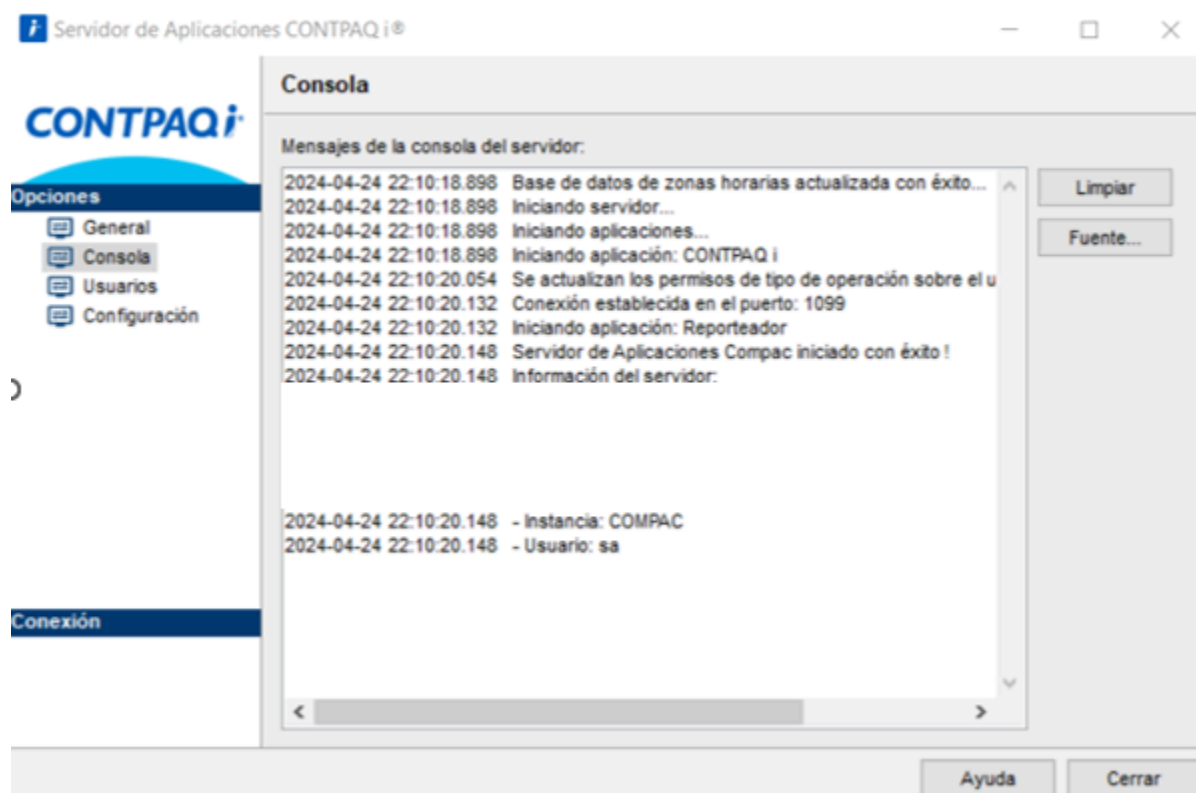 Servidor de Aplicaciones CONTPAQ i®
CONTPAQi
Opciones
General
Consola
Usuarios
Configuración
Conexión
Consola
Mensajes de la consola del servidor:
2024-04-24 22:10:18.898 Base de datos de zonas horarias actualizada con éxito...
2024-04-24 22:10:18.898 Iniciando servidor...
2024-04-24 22:10:18.898 Iniciando aplicaciones...
2024-04-24 22:10:18.898 Iniciando aplicación: CONTPAQ i
2024-04-24 22:10:20.054 Se actualizan los permisos de tipo de operación sobre el u
2024-04-24 22:10:20.132 Conexión establecida en el puerto: 1099
2024-04-24 22:10:20.132 Iniciando aplicación: Reporteador
2024-04-24 22:10:20.148 Servidor de Aplicaciones Compac iniciado con éxito !
2024-04-24 22:10:20.148 Información del servidor:
2024-04-24 22:10:20.148 - Instancia: COMPAC
2024-04-24 22:10:20.148 - Usuario: sa
Limpiar
Fuente...
Ayuda
Cerrar